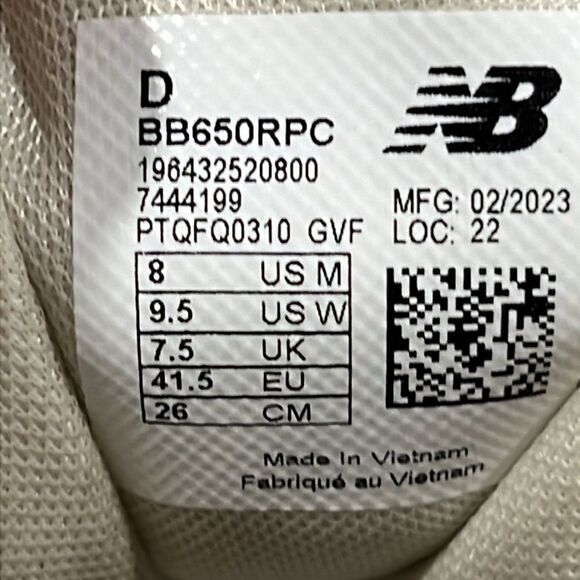 D
NB
BB650RPC
196432520800
7444199
MFG: 02/2023
PTQFQ0310 GVF
LOC: 22
8 US M
9.5 US W
7.5 UK
41.5 EU
26 CM
Made in Vietnam
Fabriqué au Vietnam